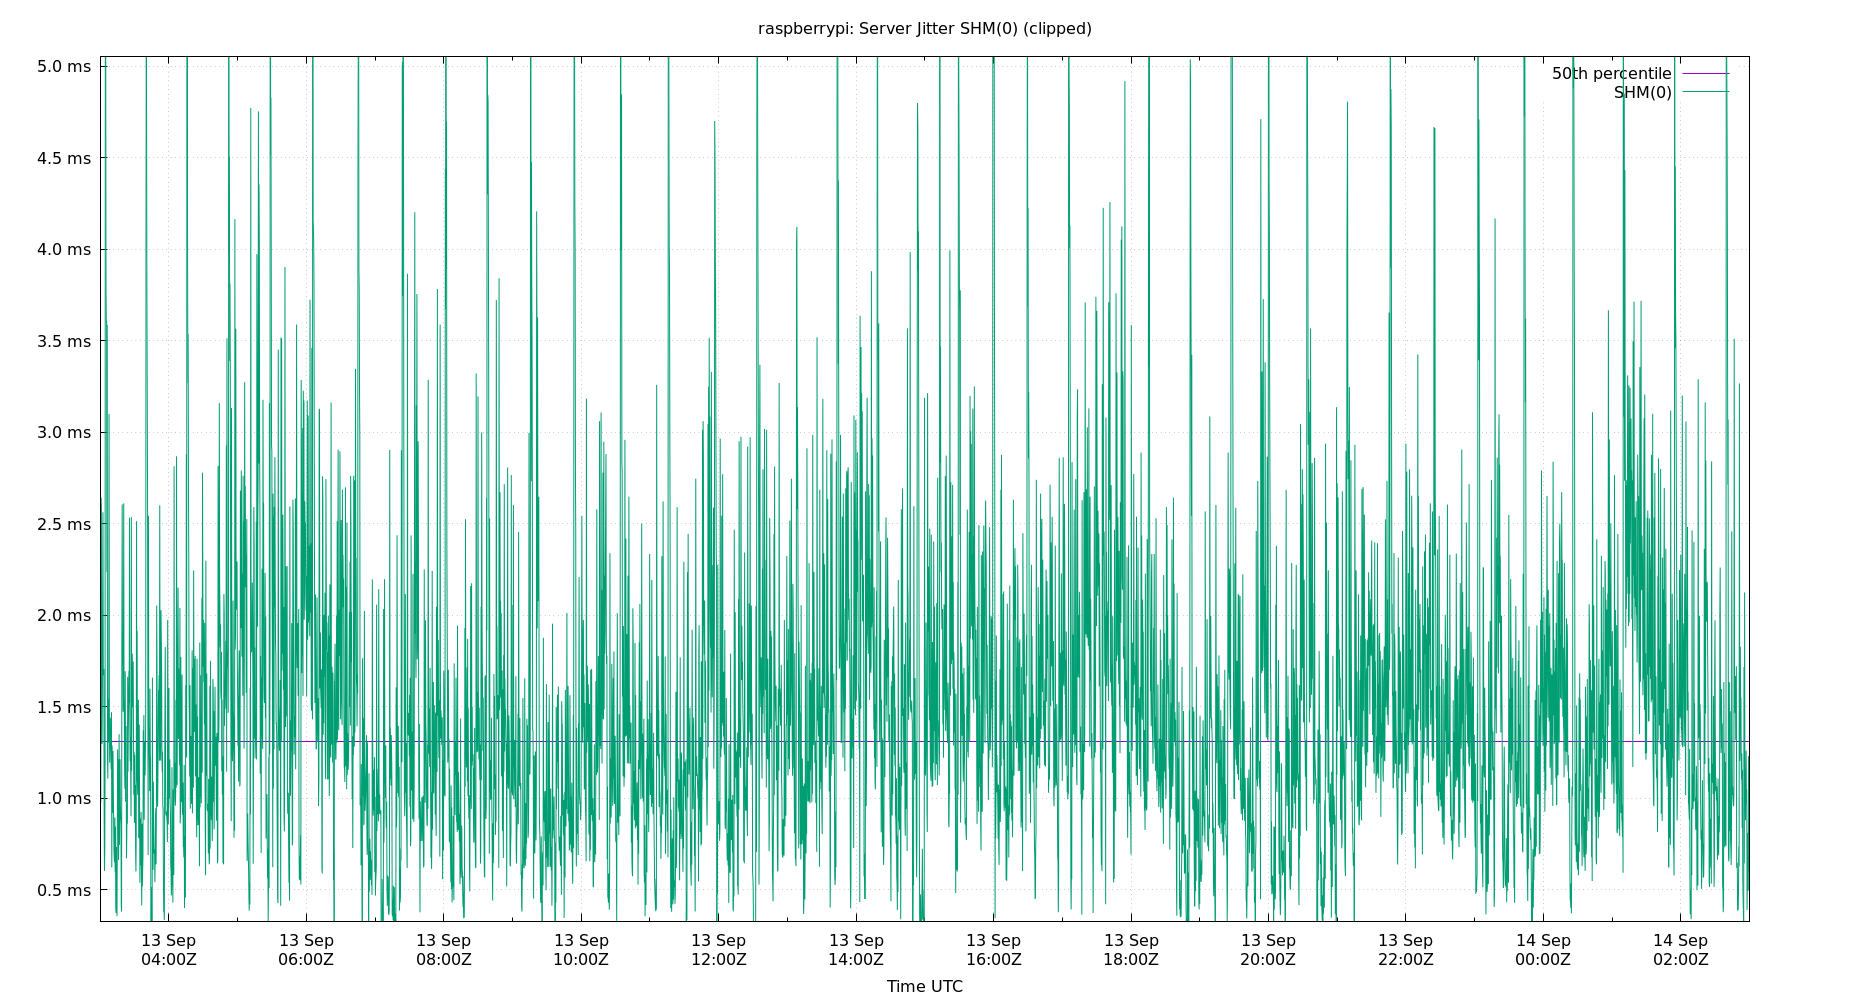 raspberrypi: Server Jitter SHM(0) (clipped)
50th percentile
SHM(0)
5.0 ms
4.5 ms
4.0 ms
3.5 ms
3.0 ms
2.5 ms
2.0 ms
1.5 ms
1.0 ms
0.5 ms
13 Sep 13 Sep 13 Sep 13 Sep 13 Sep 13 Sep 13 Sep 13 Sep 13 Sep 13 Sep 14 Sep 14 Sep
04:00Z 06:00Z 08:00Z 10:00Z 12:00Z 14:00Z 16:00Z 18:00Z 20:00Z 22:00Z 00:00Z 02:00Z
Time UTC